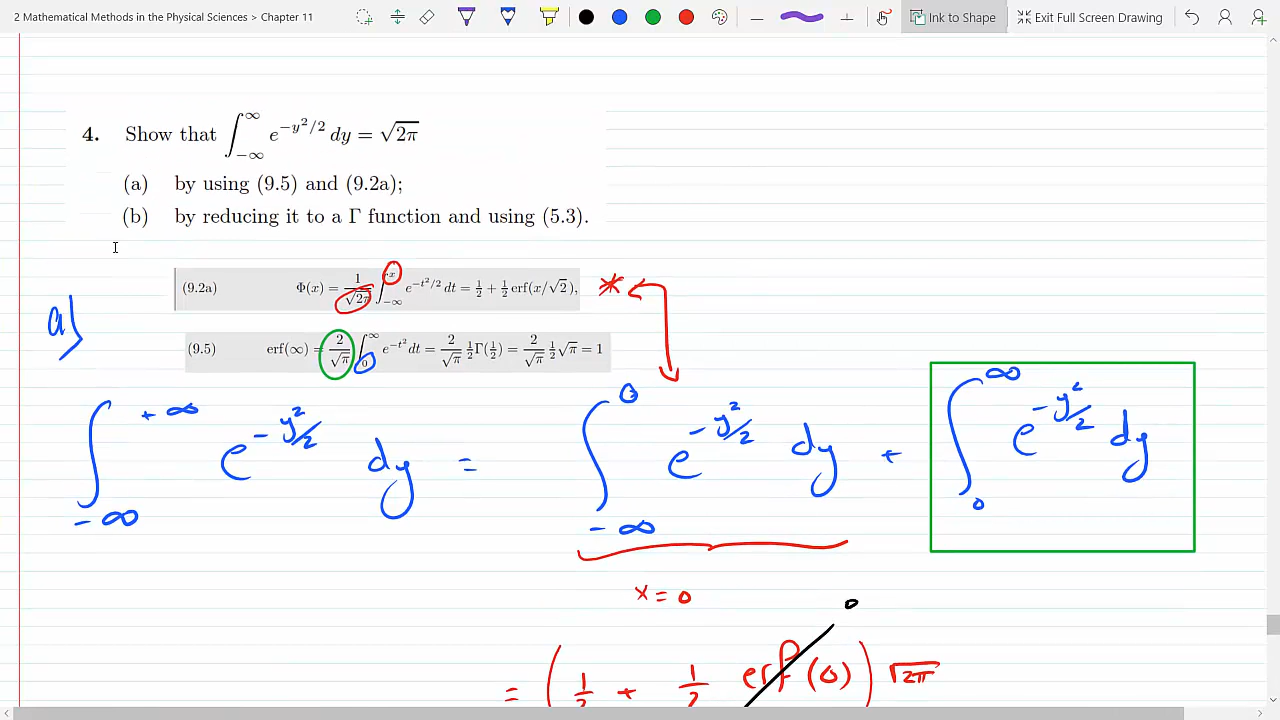 2 Mathematical Methods in the Physical Sciences > Chapter 11
Ink to Shape
Exit Full Screen Drawing
4. Show that ∫_{-∞}^{∞} e^{-y²/2} dy = √2π
(a) by using (9.5) and (9.2a);
(b) by reducing it to a Γ function and using (5.3).
(9.2a) Φ(x) = 1/√2π ∫_{-∞}^{x} e^{-t²/2} dt = 1/2 + 1/2 erf(x/√2), *
a)
(9.5) erf(∞) = 2/√π ∫_{0}^{∞} e^{-t²} dt = 2/√π 1/2 Γ(1/2) = 2/√π 1/2 √π = 1
∫_{-∞}^{+∞} e^{-y²/2} dy = ∫_{-∞}^{0} e^{-y²/2} dy + ∫_{0}^{∞} e^{-y²/2} dy
x = 0
0
= (1/2 + 1/2 erf(0)) √2π